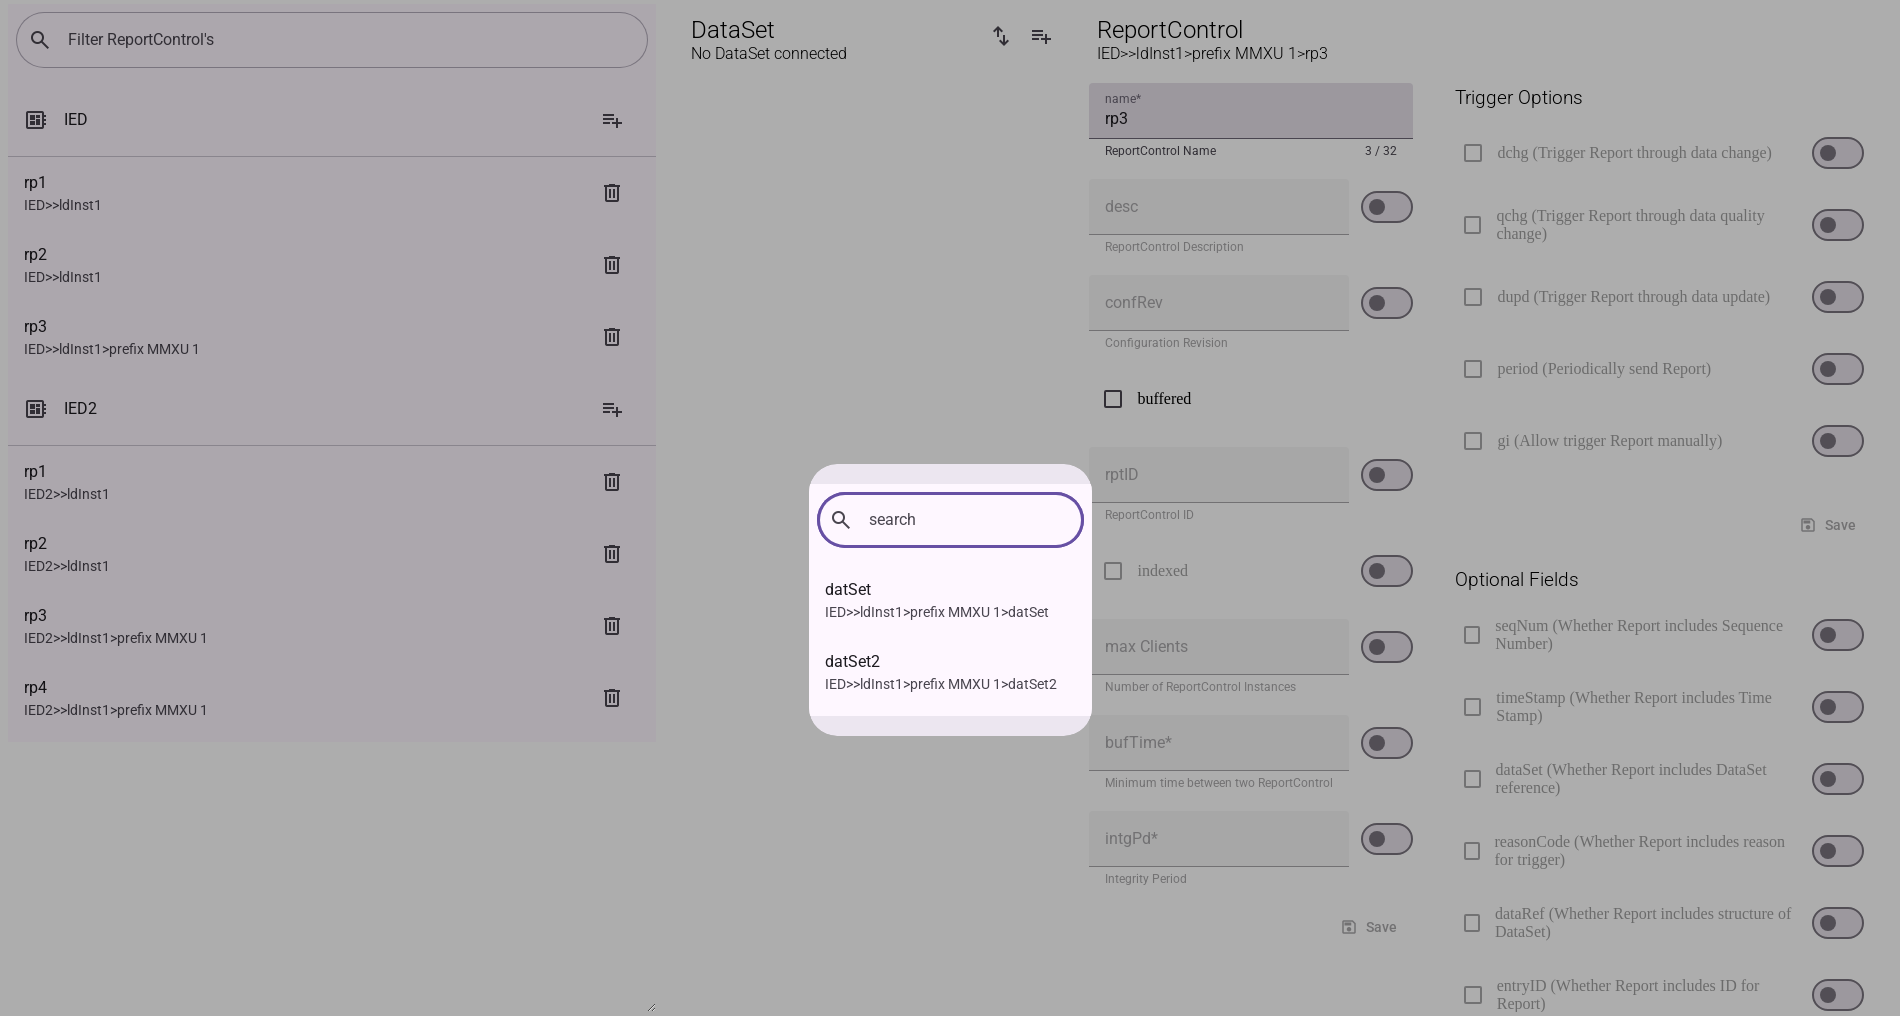 Filter ReportControl's
IED
rp1
IED>>ldInst1
rp2
IED>>ldInst1
rp3
IED>>ldInst1>prefix MMXU 1
IED2
rp1
IED2>>ldInst1
rp2
IED2>>ldInst1
rp3
IED2>>ldInst1>prefix MMXU 1
rp4
IED2>>ldInst1>prefix MMXU 1
DataSet
No DataSet connected
search
datSet
IED>>ldInst1>prefix MMXU 1>datSet
datSet2
IED>>ldInst1>prefix MMXU 1>datSet2
ReportControl
IED>>ldInst1>prefix MMXU 1>rp3
name*
rp3
ReportControl Name 3 / 32
desc
ReportControl Description
confRev
Configuration Revision
buffered
rptID
ReportControl ID
indexed
max Clients
Number of ReportControl Instances
bufTime*
Minimum time between two ReportControl
intgPd*
Integrity Period
Save
Trigger Options
dchg (Trigger Report through data change)
qchg (Trigger Report through data quality
change)
dupd (Trigger Report through data update)
period (Periodically send Report)
gi (Allow trigger Report manually)
Save
Optional Fields
seqNum (Whether Report includes Sequence
Number)
timeStamp (Whether Report includes Time
Stamp)
dataSet (Whether Report includes DataSet
reference)
reasonCode (Whether Report includes reason
for trigger)
dataRef (Whether Report includes structure of
DataSet)
entryID (Whether Report includes ID for
Report)